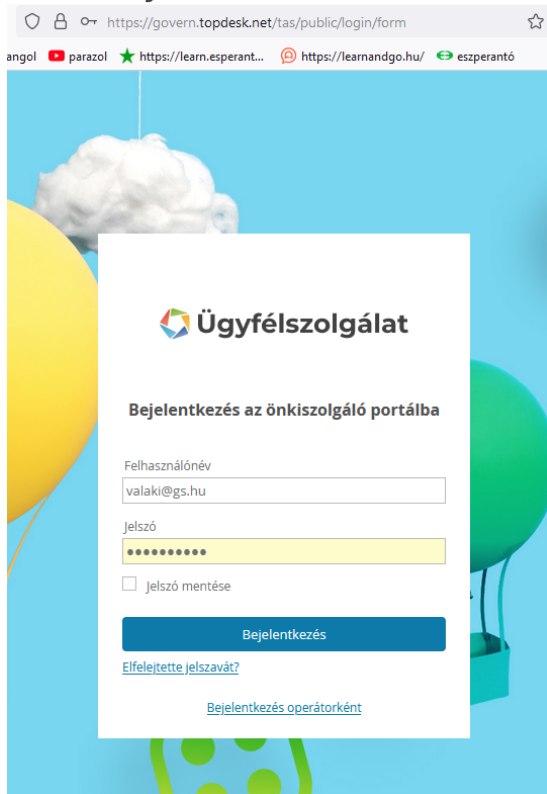 https://govern.topdesk.net/tas/public/login/form
angol parazol https://learn.esperant... https://learnandgo.hu/ eszperantó
Ügyfélszolgálat
Bejelentkezés az önkiszolgáló portálba
Felhasználónév
valaki@gs.hu
Jelszó
••••••••••
Jelszó mentése
Bejelentkezés
Elfelejtette jelszavát?
Bejelentkezés operátorként